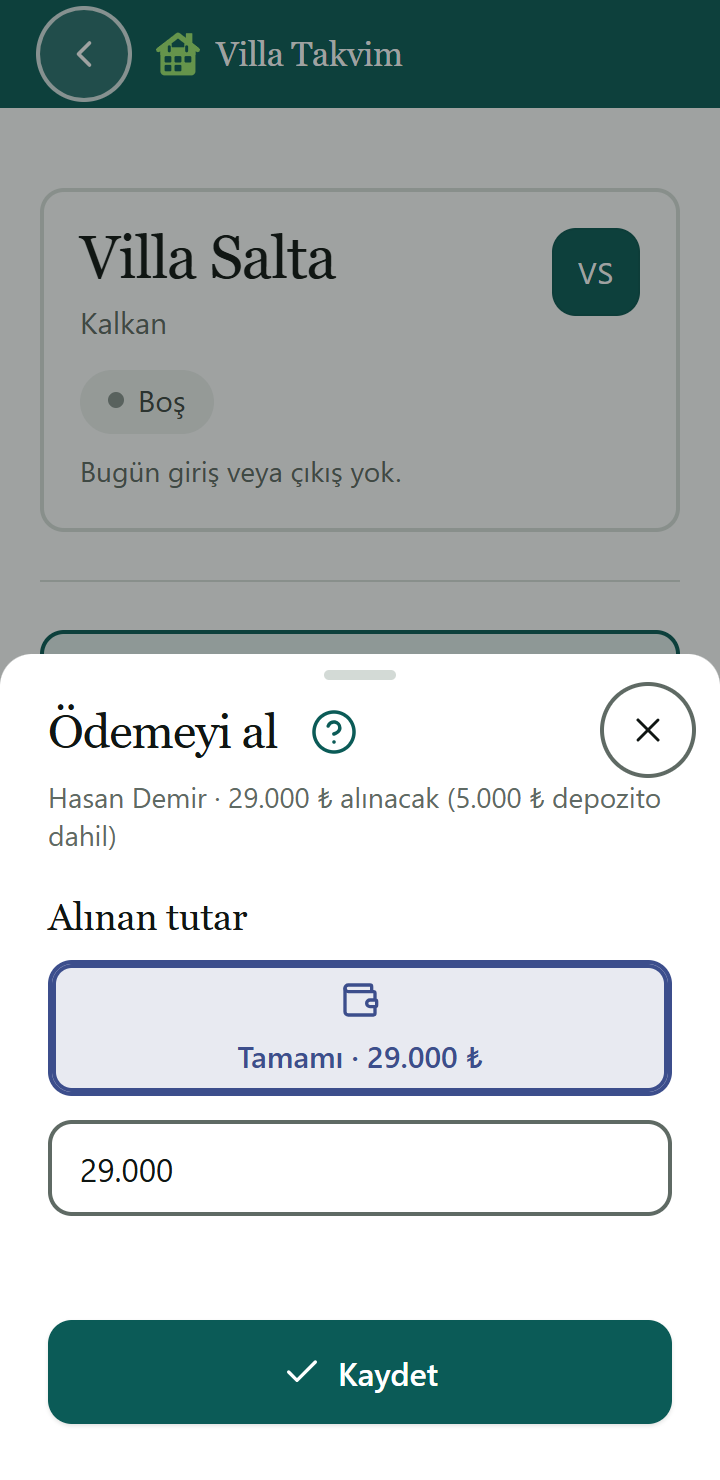 Villa Takvim
Villa Salta
VS
Kalkan
Boş
Bugün giriş veya çıkış yok.
Ödemeyi al
Hasan Demir · 29.000 ₺ alınacak (5.000 ₺ depozito
dahil)
Alınan tutar
Tamamı · 29.000 ₺
29.000
Kaydet